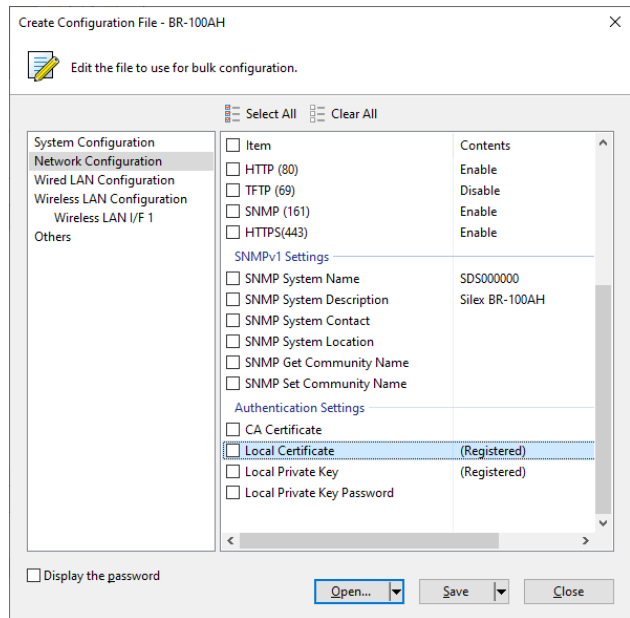 Create Configuration File - BR-100AH
Edit the file to use for bulk configuration.
Select All Clear All
System Configuration
Network Configuration
Wired LAN Configuration
Wireless LAN Configuration
Wireless LAN I/F 1
Others
Item Contents
HTTP (80) Enable
TFTP (69) Disable
SNMP (161) Enable
HTTPS(443) Enable
SNMPv1 Settings
SNMP System Name SDS000000
SNMP System Description Silex BR-100AH
SNMP System Contact
SNMP System Location
SNMP Get Community Name
SNMP Set Community Name
Authentication Settings
CA Certificate
Local Certificate (Registered)
Local Private Key (Registered)
Local Private Key Password
Display the password
Open... Save Close